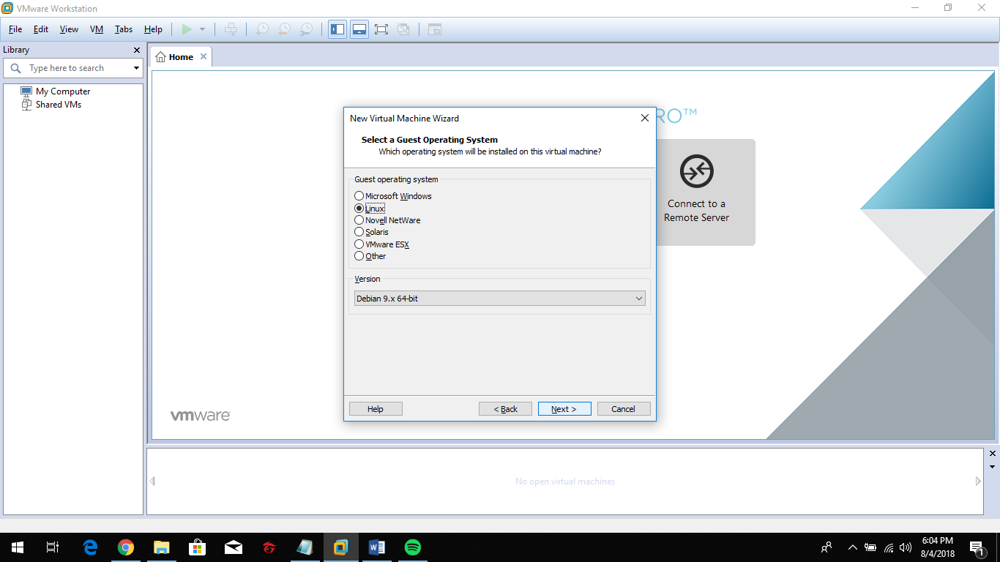 VMware Workstation
File Edit View VM Tabs Help
Library
Type here to search
My Computer
Shared VMs
Home
RO™
Connect to a
Remote Server
New Virtual Machine Wizard
Select a Guest Operating System
Which operating system will be installed on this virtual machine?
Guest operating system
Microsoft Windows
Linux
Novell NetWare
Solaris
VMware ESX
Other
Version
Debian 9.x 64-bit
Help < Back Next > Cancel
vmware
No open virtual machines
6:04 PM
8/4/2018
1